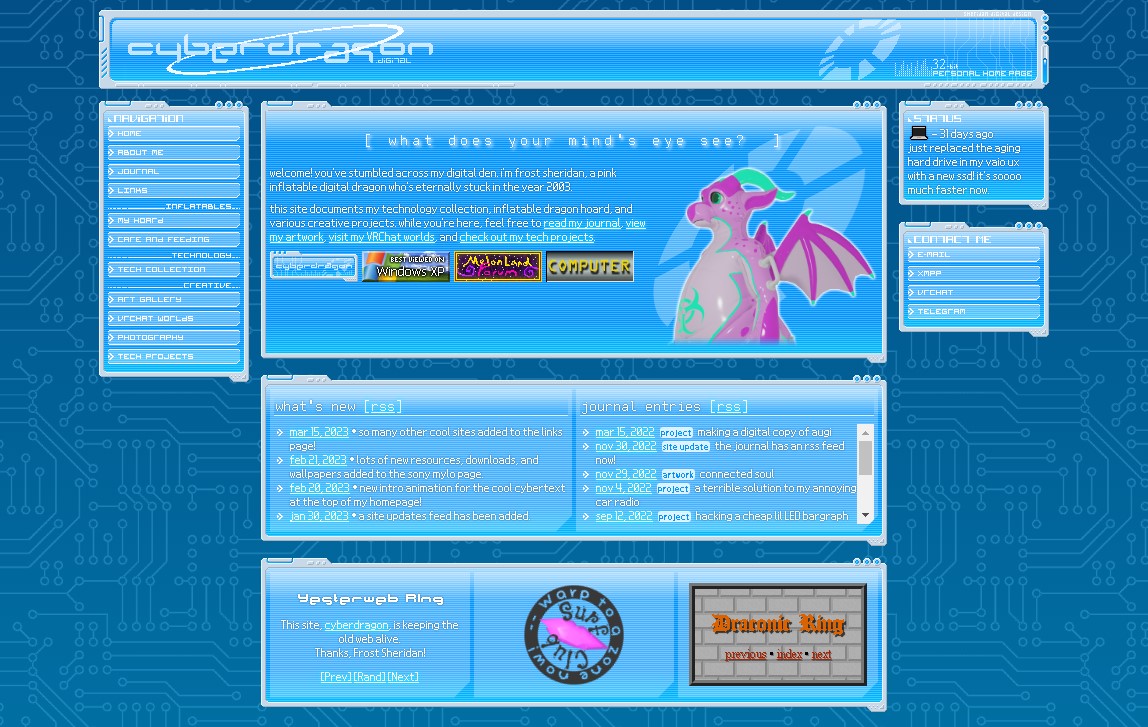 cyberdragon
.digital
32-bit
PERSONAL HOME PAGE
NAVIGATION
HOME
ABOUT ME
JOURNAL
LINKS
INFLATABLES...
MY HOARD
CARE AND FEEDING
TECHNOLOGY...
TECH COLLECTION
CREATIVE...
ART GALLERY
VRCHAT WORLDS
PHOTOGRAPHY
TECH PROJECTS
[ what does your mind's eye see? ]
welcome! you've stumbled across my digital den. i'm frost sheridan, a pink
inflatable digital dragon who's eternally stuck in the year 2003.
this site documents my technology collection, inflatable dragon hoard, and
various creative projects. while you're here, feel free to read my journal, view
my artwork, visit my VRChat worlds, and check out my tech projects.
cyberdragon
BEST VIEWED ON
Windows XP
MelonLand
Forum
COMPUTER
STATUS
- 31 days ago
just replaced the aging
hard drive in my vaio ux
with a new ssd! it's soooo
much faster now.
CONTACT ME
E-MAIL
XMPP
VRCHAT
TELEGRAM
what's new [rss]
mar 15, 2023 • so many other cool sites added to the links
page!
feb 21, 2023 • lots of new resources, downloads, and
wallpapers added to the sony mylo page.
feb 20, 2023 • new intro animation for the cool cybertext
at the top of my homepage!
jan 30, 2023 • a site updates feed has been added
journal entries [rss]
mar 15, 2022 project making a digital copy of augi
nov 30, 2022 site update the journal has an rss feed
now!
nov 29, 2022 artwork connected soul
nov 4, 2022 project a terrible solution to my annoying
car radio
sep 12, 2022 project hacking a cheap lil LED bargraph
Yesterweb Ring
This site, cyberdragon, is keeping the
old web alive.
Thanks, Frost Sheridan!
[Prev][Rand][Next]
warp to a zone now!
Surf
Club
Draconic Ring
previous • index • next